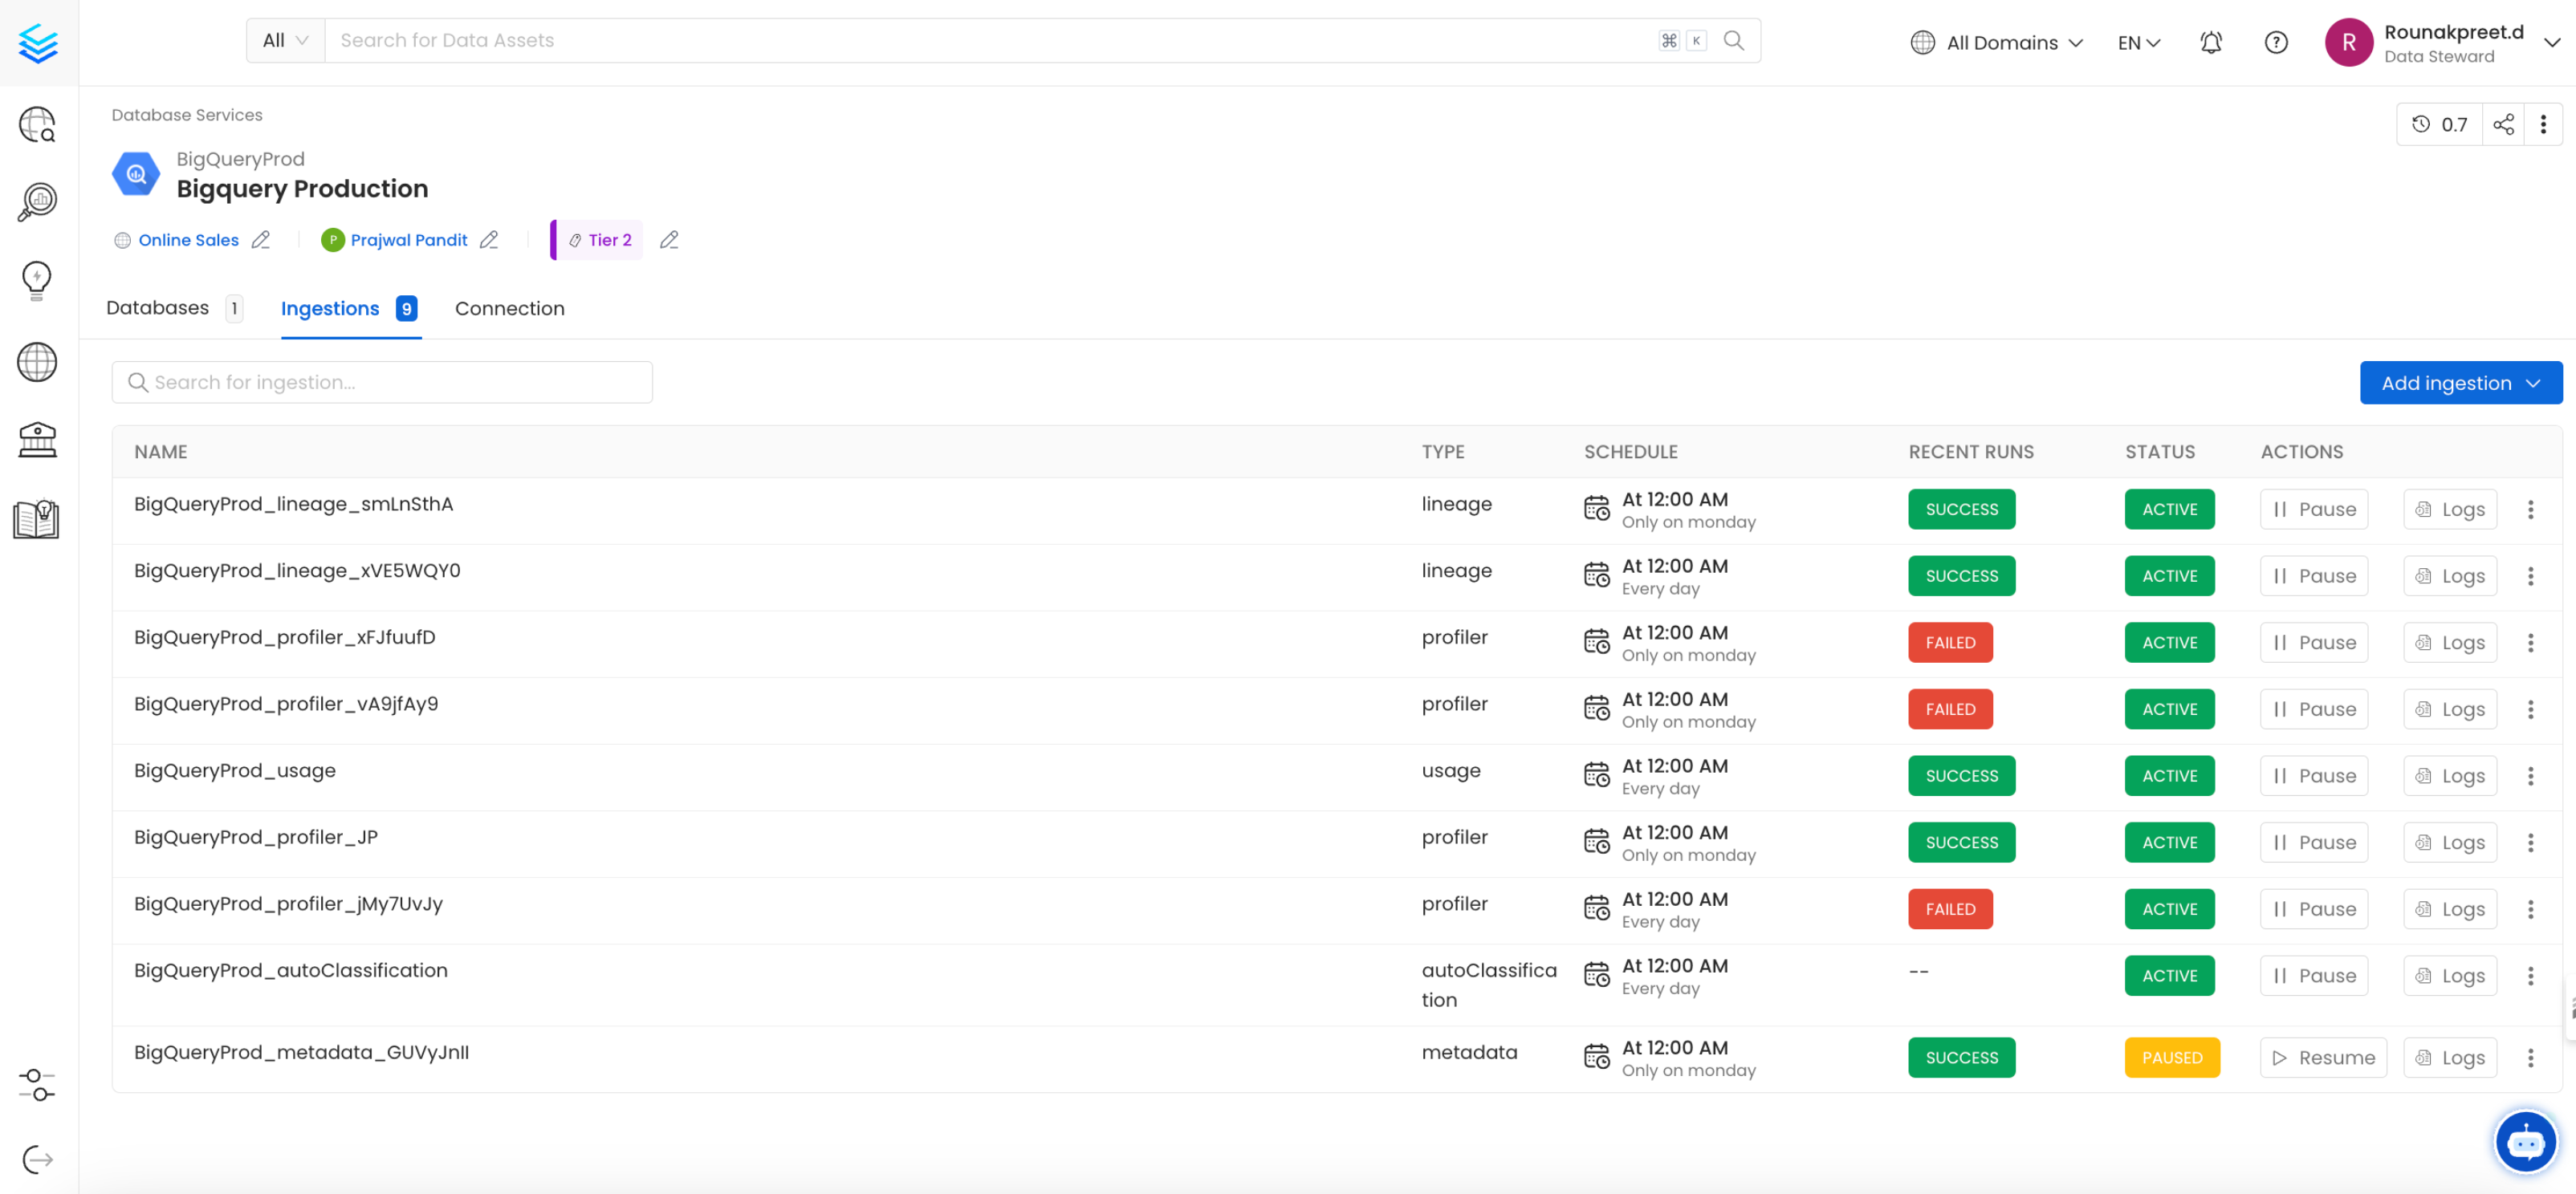 All
Search for Data Assets
⌘ K
All Domains
EN
R
Rounakpreet.d
Data Steward
Database Services
0.7
BigQueryProd
Bigquery Production
Online Sales
P Prajwal Pandit
Tier 2
Databases 1 Ingestions 9 Connection
Search for ingestion...
Add ingestion
NAME TYPE SCHEDULE RECENT RUNS STATUS ACTIONS
BigQueryProd_lineage_smLnSthA lineage At 12:00 AM SUCCESS ACTIVE Pause Logs
Only on monday
BigQueryProd_lineage_xVE5WQY0 lineage At 12:00 AM SUCCESS ACTIVE Pause Logs
Every day
BigQueryProd_profiler_xFJfuufD profiler At 12:00 AM FAILED ACTIVE Pause Logs
Only on monday
BigQueryProd_profiler_vA9jfAy9 profiler At 12:00 AM FAILED ACTIVE Pause Logs
Only on monday
BigQueryProd_usage usage At 12:00 AM SUCCESS ACTIVE Pause Logs
Every day
BigQueryProd_profiler_JP profiler At 12:00 AM SUCCESS ACTIVE Pause Logs
Only on monday
BigQueryProd_profiler_jMy7UvJy profiler At 12:00 AM FAILED ACTIVE Pause Logs
Every day
BigQueryProd_autoClassification autoClassifica At 12:00 AM -- ACTIVE Pause Logs
tion Every day
BigQueryProd_metadata_GUVyJnII metadata At 12:00 AM SUCCESS PAUSED Resume Logs
Only on monday